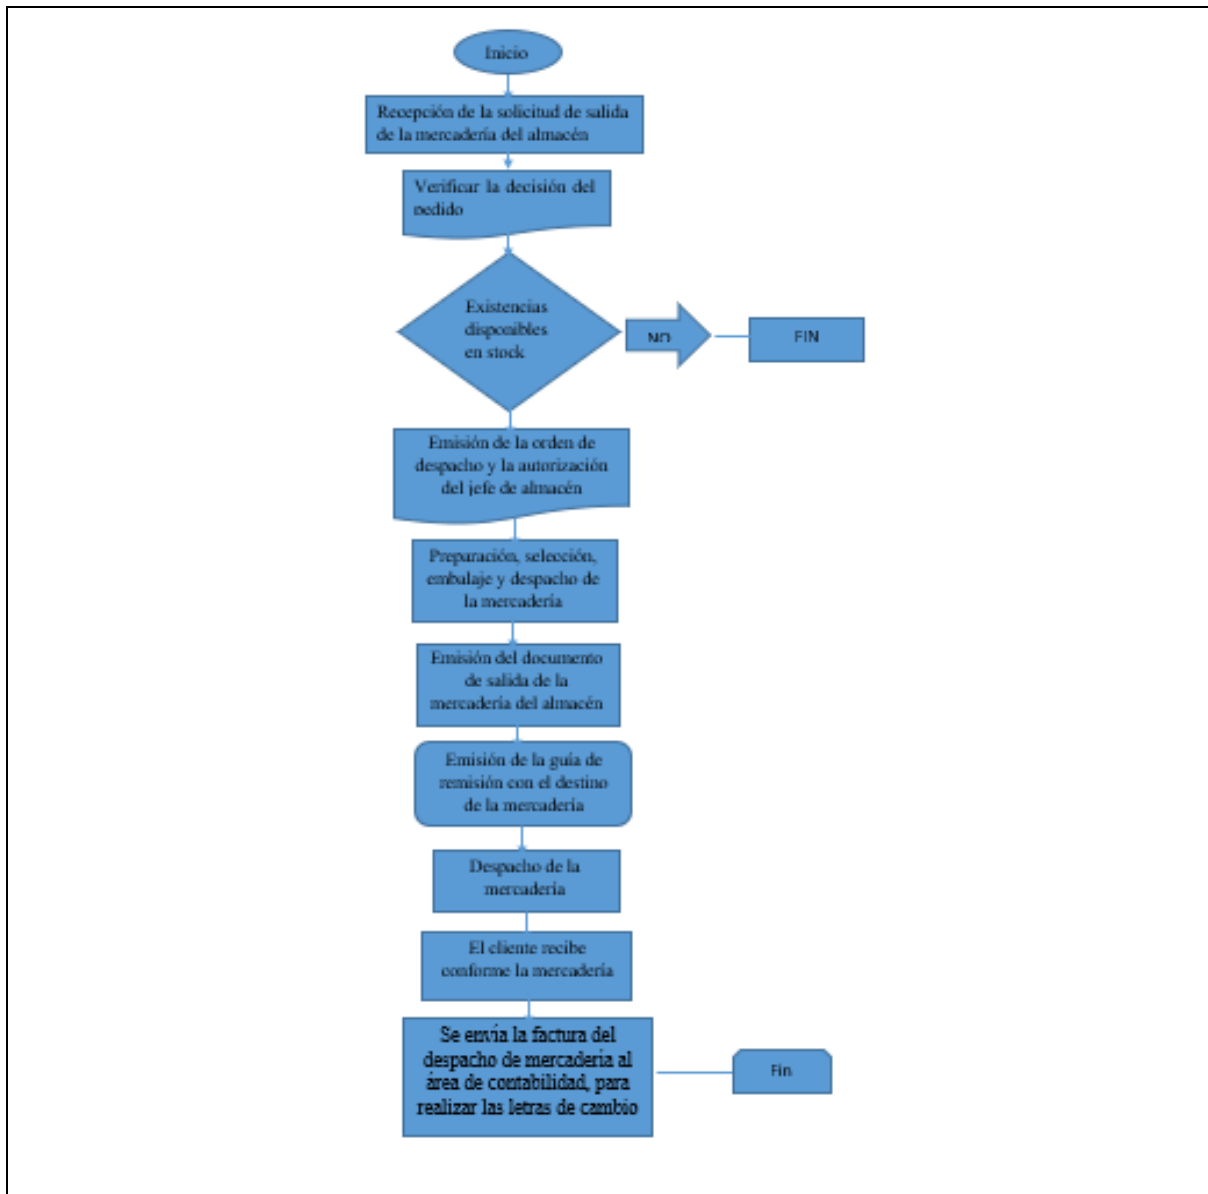 Inicio
Recepción de la solicitud de salida
de la mercadería del almacén
Verificar la decisión del
pedido
Existencias
disponibles
en stock
NO
FIN
Emisión de la orden de
despacho y la autorización
del jefe de almacén
Preparación, selección,
embalaje y despacho de
la mercadería
Emisión del documento
de salida de la
mercadería del almacén
Emisión de la guía de
remisión con el destino
de la mercadería
Despacho de la
mercadería
El cliente recibe
conforme la mercadería
Se envía la factura del
despacho de mercadería al
área de contabilidad, para
realizar las letras de cambio
Fin